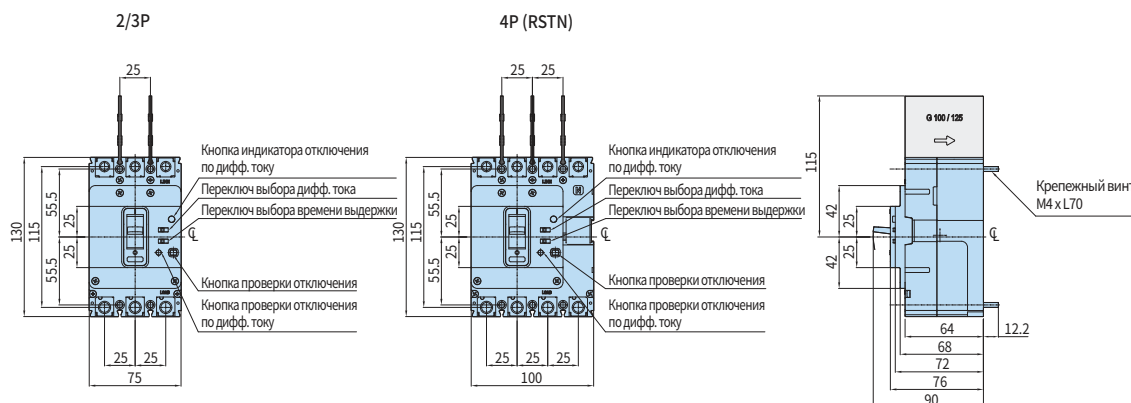 2/3P
25
Кнопка индикатора отключения
по дифф. току
Переключ выбора дифф. тока
Переключ выбора времени выдержки
Кнопка проверки отключения
Кнопка проверки отключения
по дифф. току
130
115
55.5
55.5
25
25
℄
25
25
75
4P (RSTN)
25
25
Кнопка индикатора отключения
по дифф. току
Переключ выбора дифф. тока
Переключ выбора времени выдержки
Кнопка проверки отключения
Кнопка проверки отключения
по дифф. току
130
115
55.5
55.5
25
25
N
℄
25
25
25
100
G 100 / 125
115
42
25
42
25
℄
Крепежный винт
M4 x L70
64
12.2
68
72
76
90